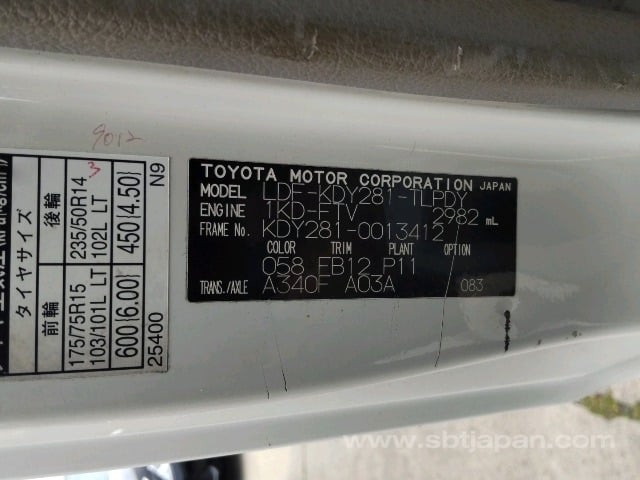 TOYOTA MOTOR CORPORATION JAPAN
MODEL LDF-KDY281-TLPDY
ENGINE 1KD-FTV 2982 mL
FRAME No. KDY281-0013412
COLOR TRIM PLANT
058 FB12 P11
TRANS./AXLE A340F A03A 083
タイヤサイズ
前輪 後輪
175/75R15 235/50R14
103/101L LT 102L LT
600(6.00) 450(4.50)
25400 N9
9012
3
www.sbtjapan.com